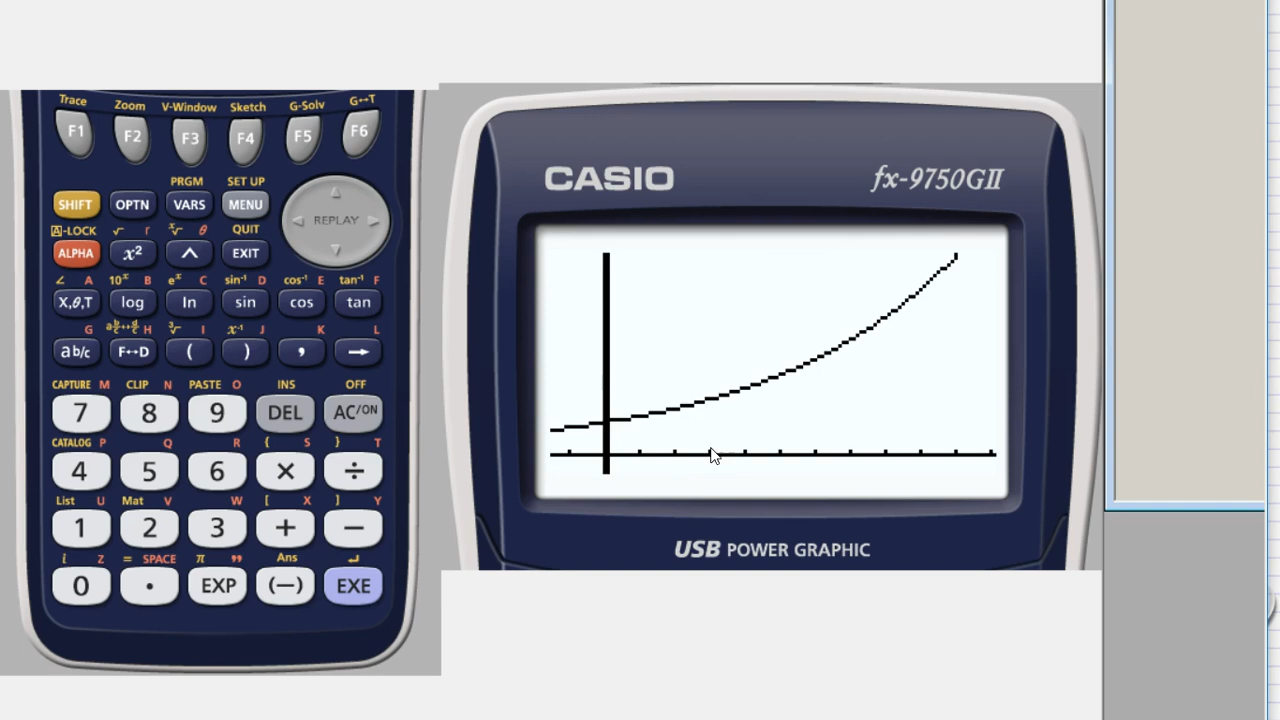 Trace Zoom V-Window Sketch G-Solv G↔T
F1 F2 F3 F4 F5 F6
PRGM SET UP
SHIFT OPTN VARS MENU
REPLAY
A-LOCK √ r ˣ√ θ QUIT
ALPHA x² ^ EXIT
∠ A 10ˣ B eˣ C sin⁻¹ D cos⁻¹ E tan⁻¹ F
X,θ,T log ln sin cos tan
G a b/c↔d/c H ³√ I x⁻¹ J K L
a b/c F↔D ( ) , →
CAPTURE M CLIP N PASTE O INS OFF
7 8 9 DEL AC/ON
CATALOG P Q R { S } T
4 5 6 × ÷
List U Mat V W [ X ] Y
1 2 3 + −
i Z = SPACE π " Ans ↵
0 • EXP (—) EXE
CASIO fx-9750GII
USB POWER GRAPHIC